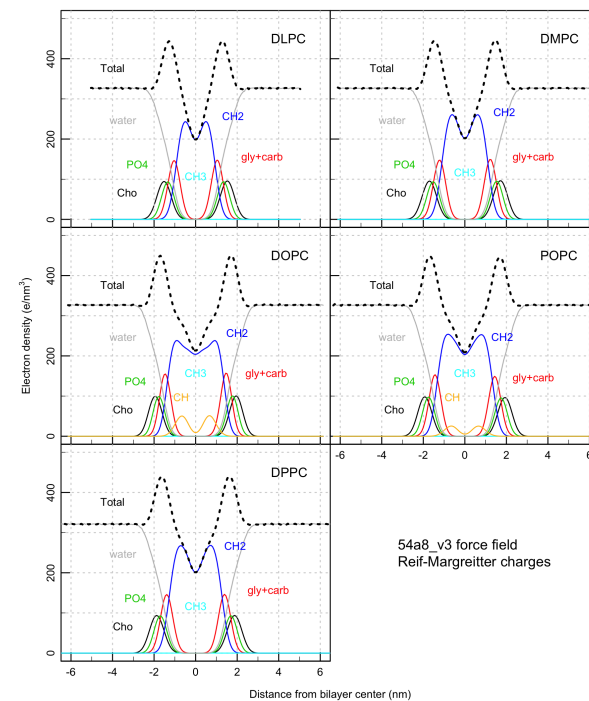 DLPC
DMPC
Total
Total
400
water
CH2
water
CH2
200
PO4
CH3
gly+carb
PO4
CH3
gly+carb
Cho
Cho
0
DOPC
POPC
Total
Total
400
water
CH2
water
CH2
200
PO4
CH3
gly+carb
PO4
CH3
gly+carb
Cho
CH
Cho
CH
0
-6 -4 -2 0 2 4 6
DPPC
Total
400
water
CH2
200
PO4
CH3
gly+carb
Cho
0
-6 -4 -2 0 2 4 6
54a8_v3 force field
Reif-Margreitter charges
Electron density (e/nm³)
Distance from bilayer center (nm)